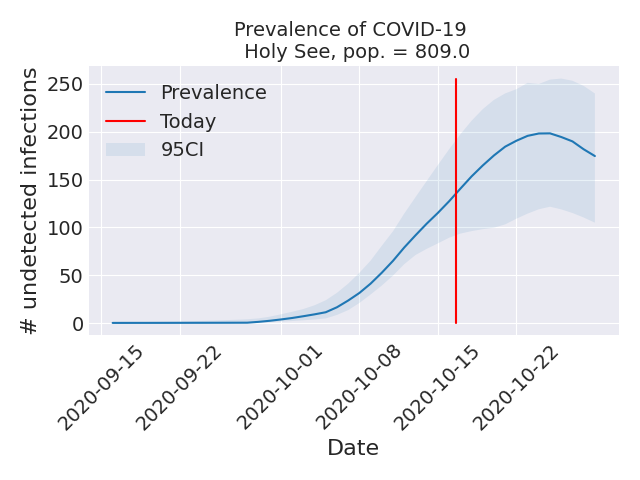 Prevalence of COVID-19
Holy See, pop. = 809.0
# undetected infections
250
200
150
100
50
0
Prevalence
Today
95CI
2020-09-15
2020-09-22
2020-10-01
2020-10-08
2020-10-15
2020-10-22
Date